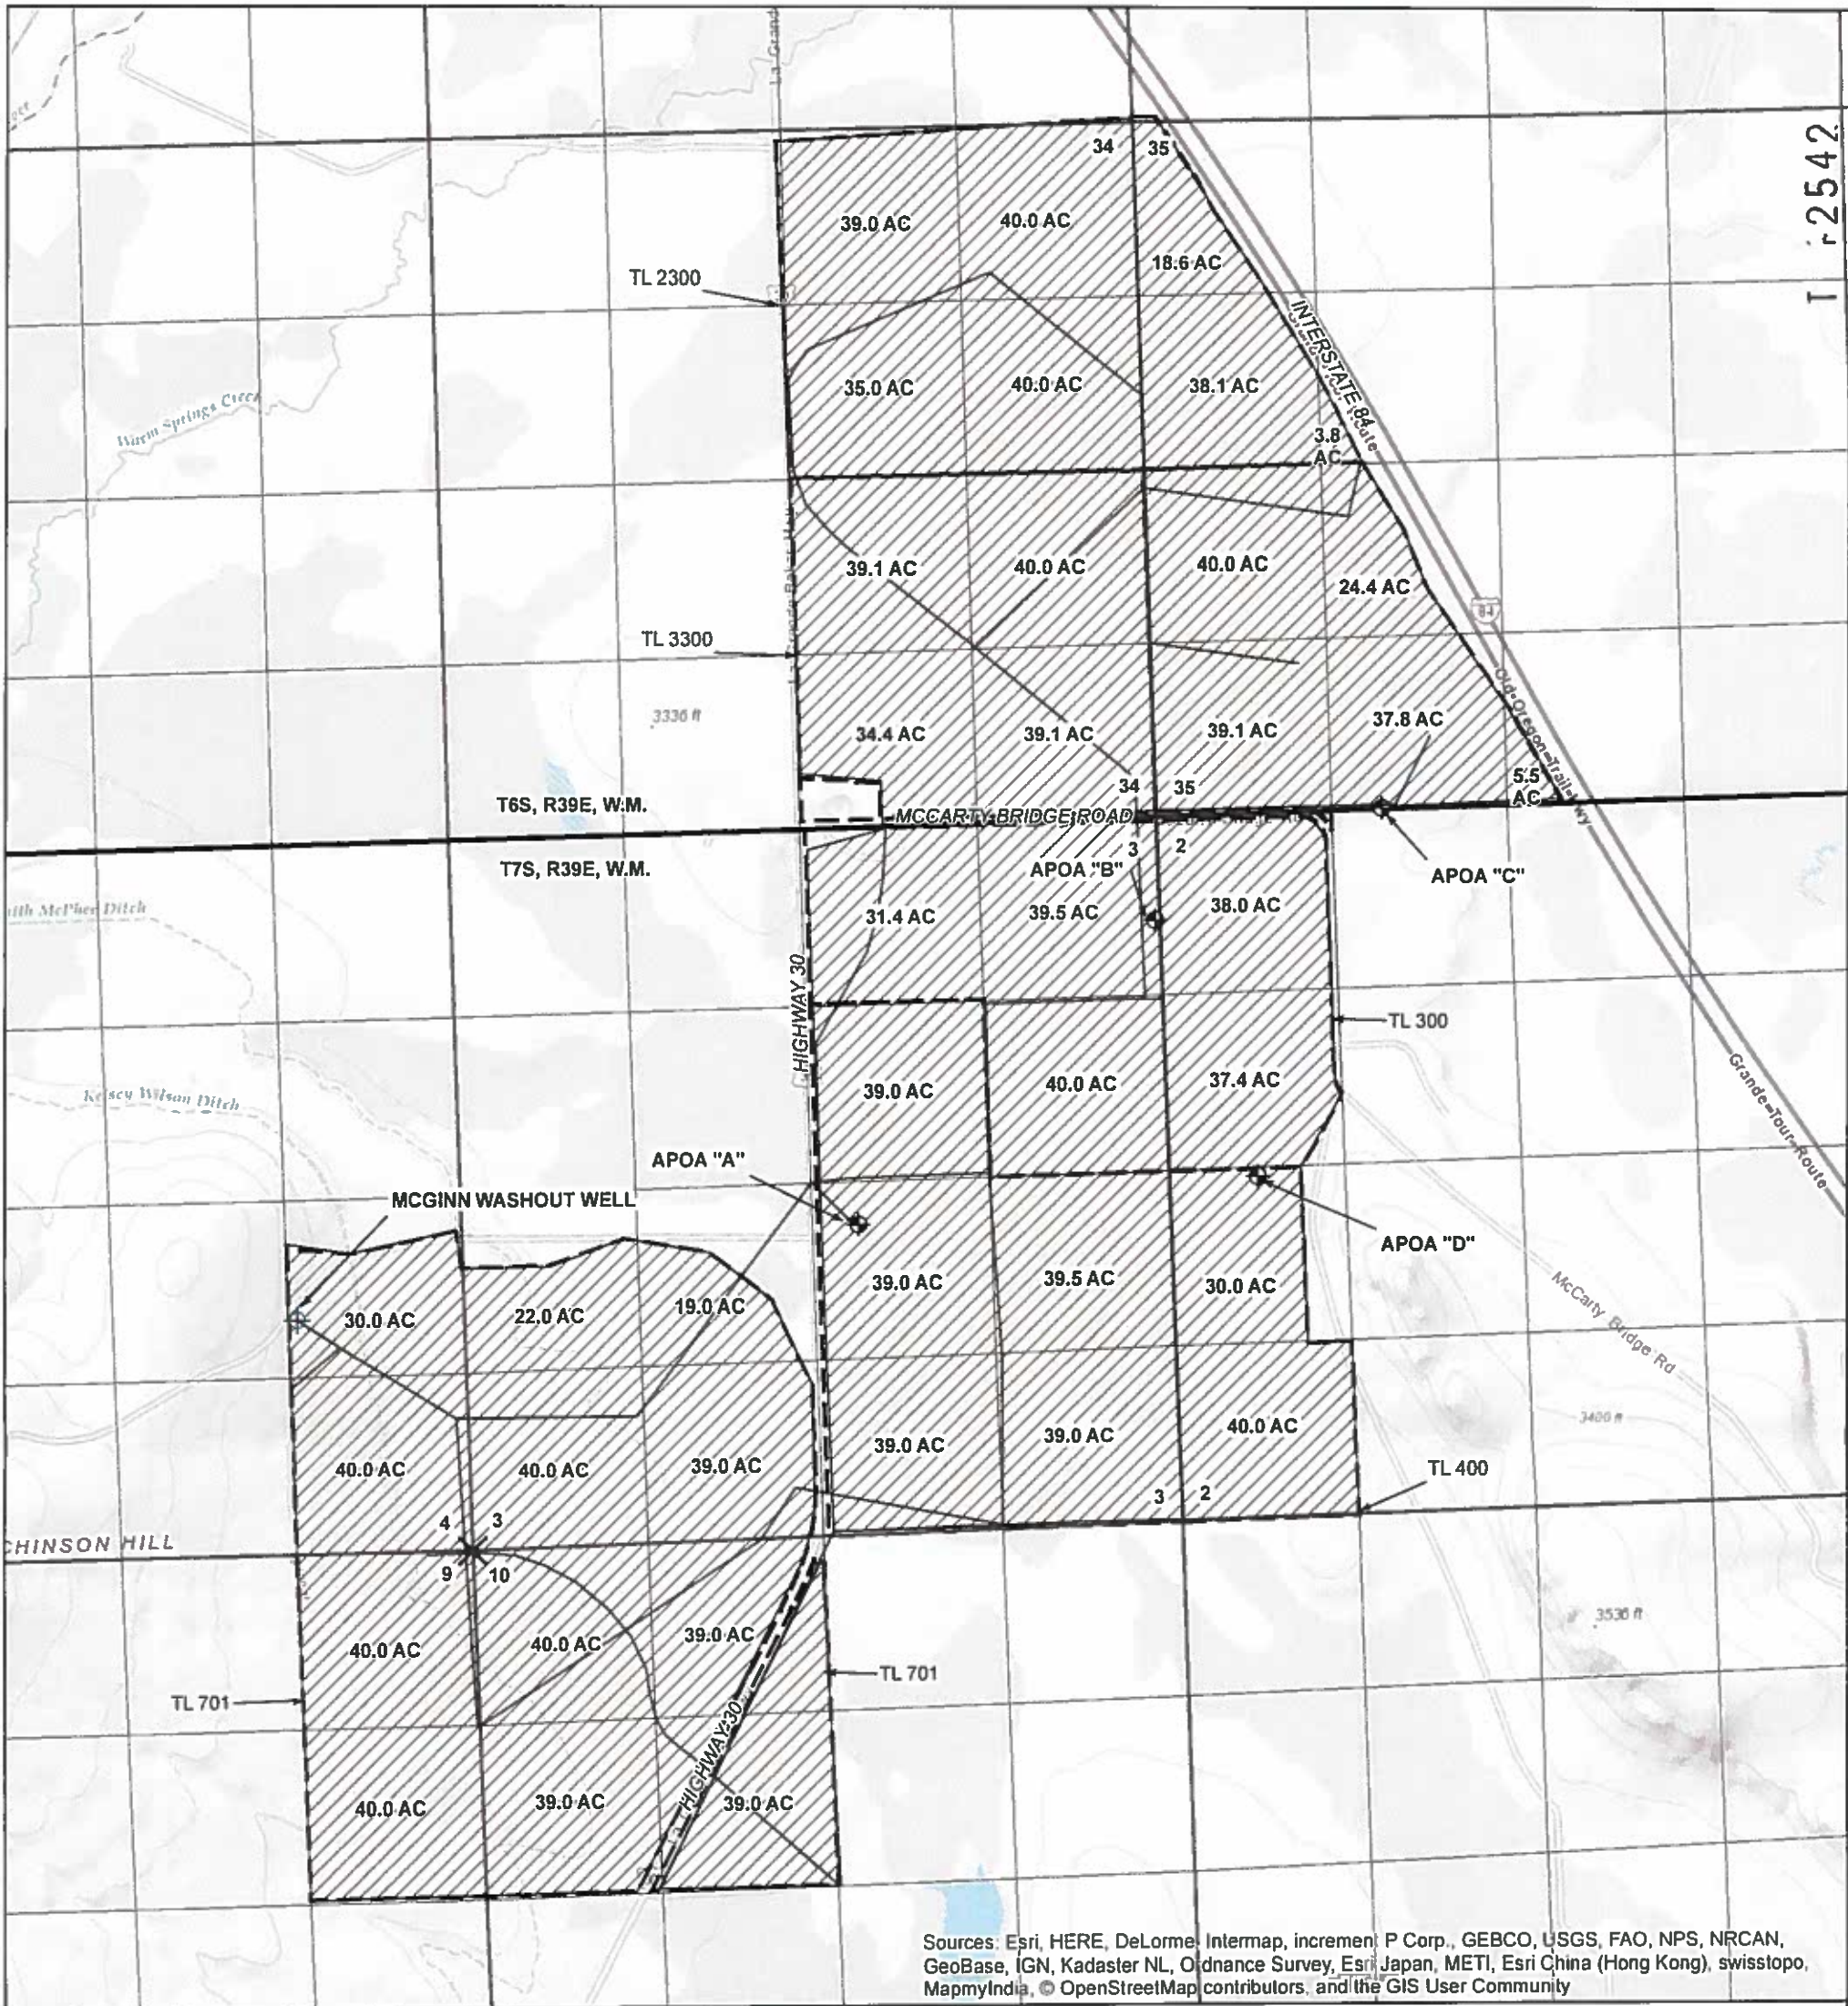 La Grand
T-2542
34
35
39.0 AC
40.0 AC
18.6 AC
TL 2300
INTERSTATE 84
35.0 AC
40.0 AC
38.1 AC
Warm Springs Creek
3.8
AC
39.1 AC
40.0 AC
40.0 AC
24.4 AC
84
TL 3300
3336 ft
34.4 AC
39.1 AC
39.1 AC
37.8 AC
Old-Oregon-Trail-Hwy
34
35
5.5
AC
T6S, R39E, W.M.
MCCARTY BRIDGE ROAD
T7S, R39E, W.M.
3
2
APOA "B"
APOA "C"
ith McPhee Ditch
31.4 AC
39.5 AC
38.0 AC
HIGHWAY 30
TL 300
Kelsey Wilson Ditch
39.0 AC
40.0 AC
37.4 AC
Grande-Tour-Route
APOA "A"
MCGINN WASHOUT WELL
APOA "D"
39.0 AC
39.5 AC
30.0 AC
30.0 AC
22.0 AC
19.0 AC
McCarty Bridge Rd
3400 ft
39.0 AC
39.0 AC
40.0 AC
40.0 AC
40.0 AC
39.0 AC
TL 400
3
2
4
3
CHINSON HILL
9
10
3536 ft
40.0 AC
40.0 AC
39.0 AC
TL 701
TL 701
HIGHWAY 30
40.0 AC
39.0 AC
39.0 AC
Sources: Esri, HERE, DeLorme, Intermap, increment P Corp., GEBCO, USGS, FAO, NPS, NRCAN,
GeoBase, IGN, Kadaster NL, Ordnance Survey, Esri Japan, METI, Esri China (Hong Kong), swisstopo,
MapmyIndia, © OpenStreetMap contributors, and the GIS User Community